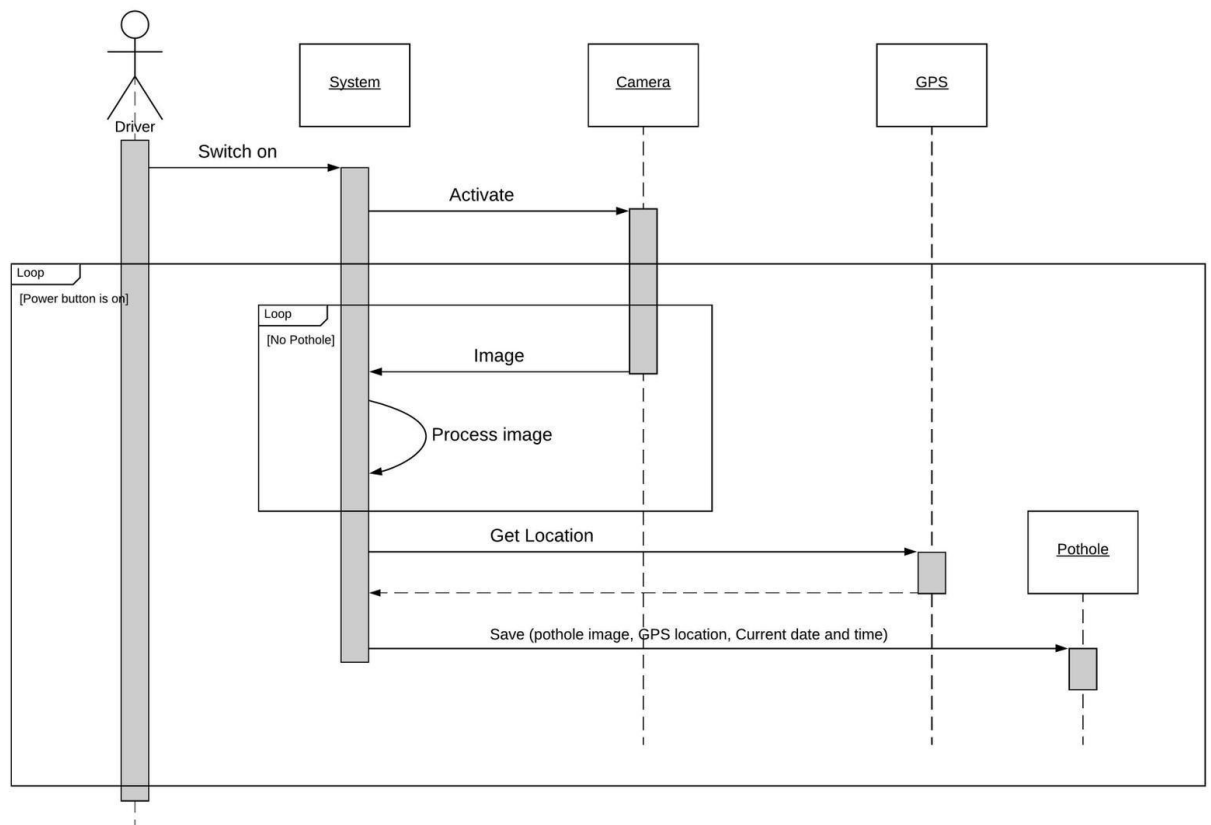 System
Camera
GPS
Driver
Switch on
Activate
Loop
[Power button is on]
Loop
[No Pothole]
Image
Process image
Get Location
Pothole
Save (pothole image, GPS location, Current date and time)